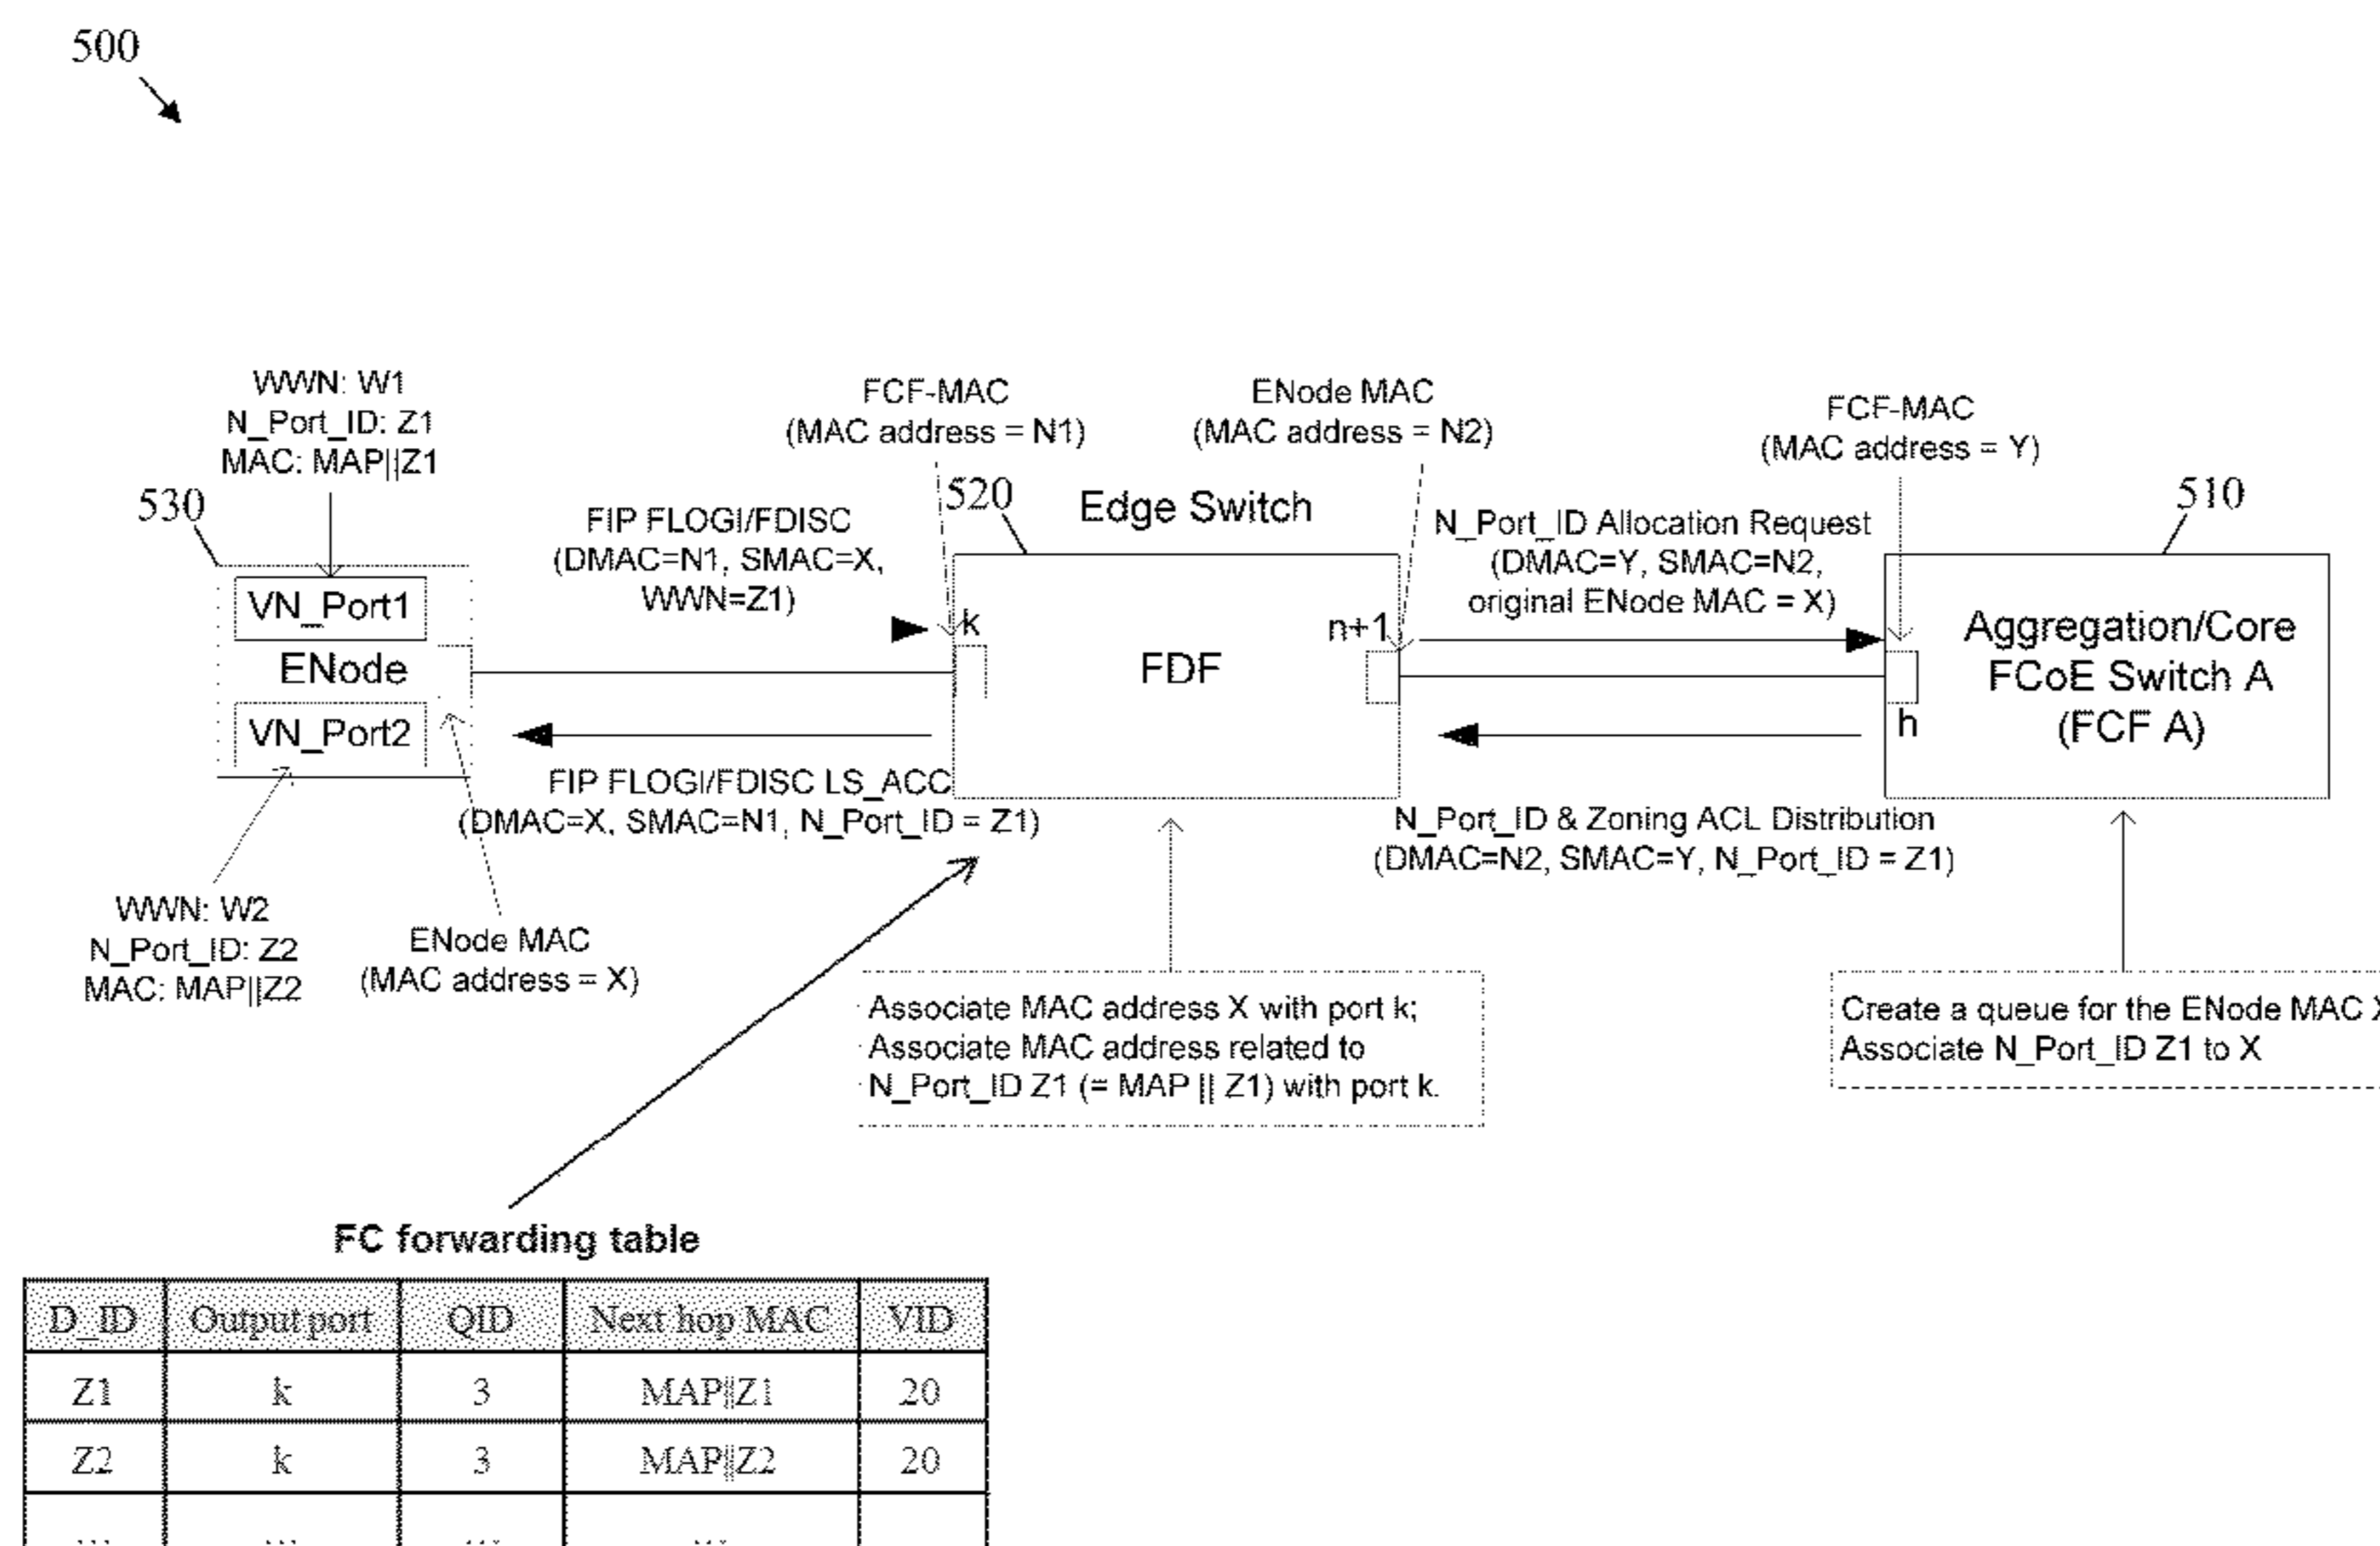 500
WWN: W1
N_Port_ID: Z1
MAC: MAP||Z1
530
VN_Port1
ENode
VN_Port2
WWN: W2
N_Port_ID: Z2
MAC: MAP||Z2
ENode MAC
(MAC address = X)
FIP FLOGI/FDISC
(DMAC=N1, SMAC=X,
WWN=Z1)
FIP FLOGI/FDISC LS_ACC
(DMAC=X, SMAC=N1, N_Port_ID = Z1)
FCF-MAC
(MAC address = N1)
520
Edge Switch
k
FDF
n+1
ENode MAC
(MAC address = N2)
N_Port_ID Allocation Request
(DMAC=Y, SMAC=N2,
original ENode MAC = X)
N_Port_ID & Zoning ACL Distribution
(DMAC=N2, SMAC=Y, N_Port_ID = Z1)
FCF-MAC
(MAC address = Y)
510
h
Aggregation/Core
FCoE Switch A
(FCF A)
Associate MAC address X with port k;
Associate MAC address related to
N_Port_ID Z1 (= MAP || Z1) with port k.
Create a queue for the ENode MAC X
Associate N_Port_ID Z1 to X
FC forwarding table
D_ID Output port QID Next hop MAC VID
Z1 k 3 MAP||Z1 20
Z2 k 3 MAP||Z2 20
... ... ... ...